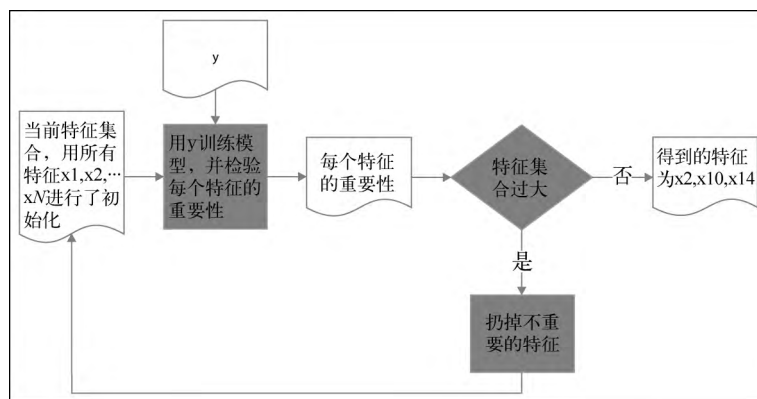 y
当前特征集
合，用所有
特征x1,x2,…
xN进行了初
始化
用y训练模
型，并检验
每个特征的
重要性
每个特征
的重要性
特征集
合过大
否
得到的特征
为x2,x10,x14
是
扔掉不重
要的特征